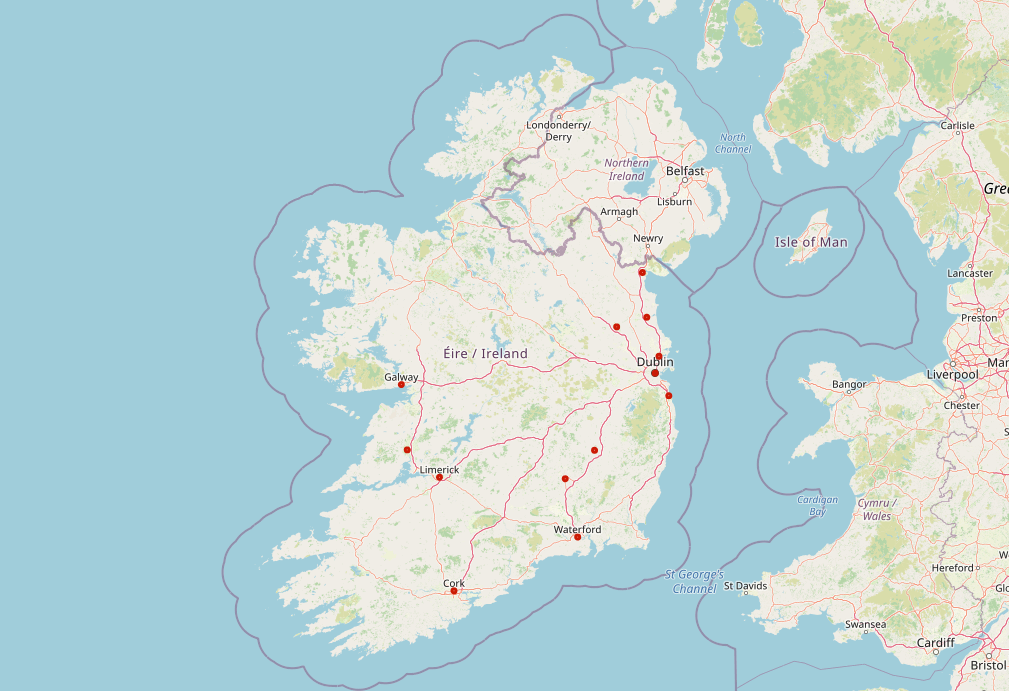 Londonderry/
Derry
North
Channel
Carlisle
Northern
Ireland
Belfast
Gre
Lisburn
Armagh
Newry
Isle of Man
Lancaster
Preston
Éire / Ireland
Dublin
Man
Liverpool
Galway
Bangor
Chester
S
Limerick
Cardigan
Bay
Cymru /
Wales
Waterford
W
Hereford
St George's
Channel
Cork
St Davids
Glo
Swansea
Cardiff
Bristol